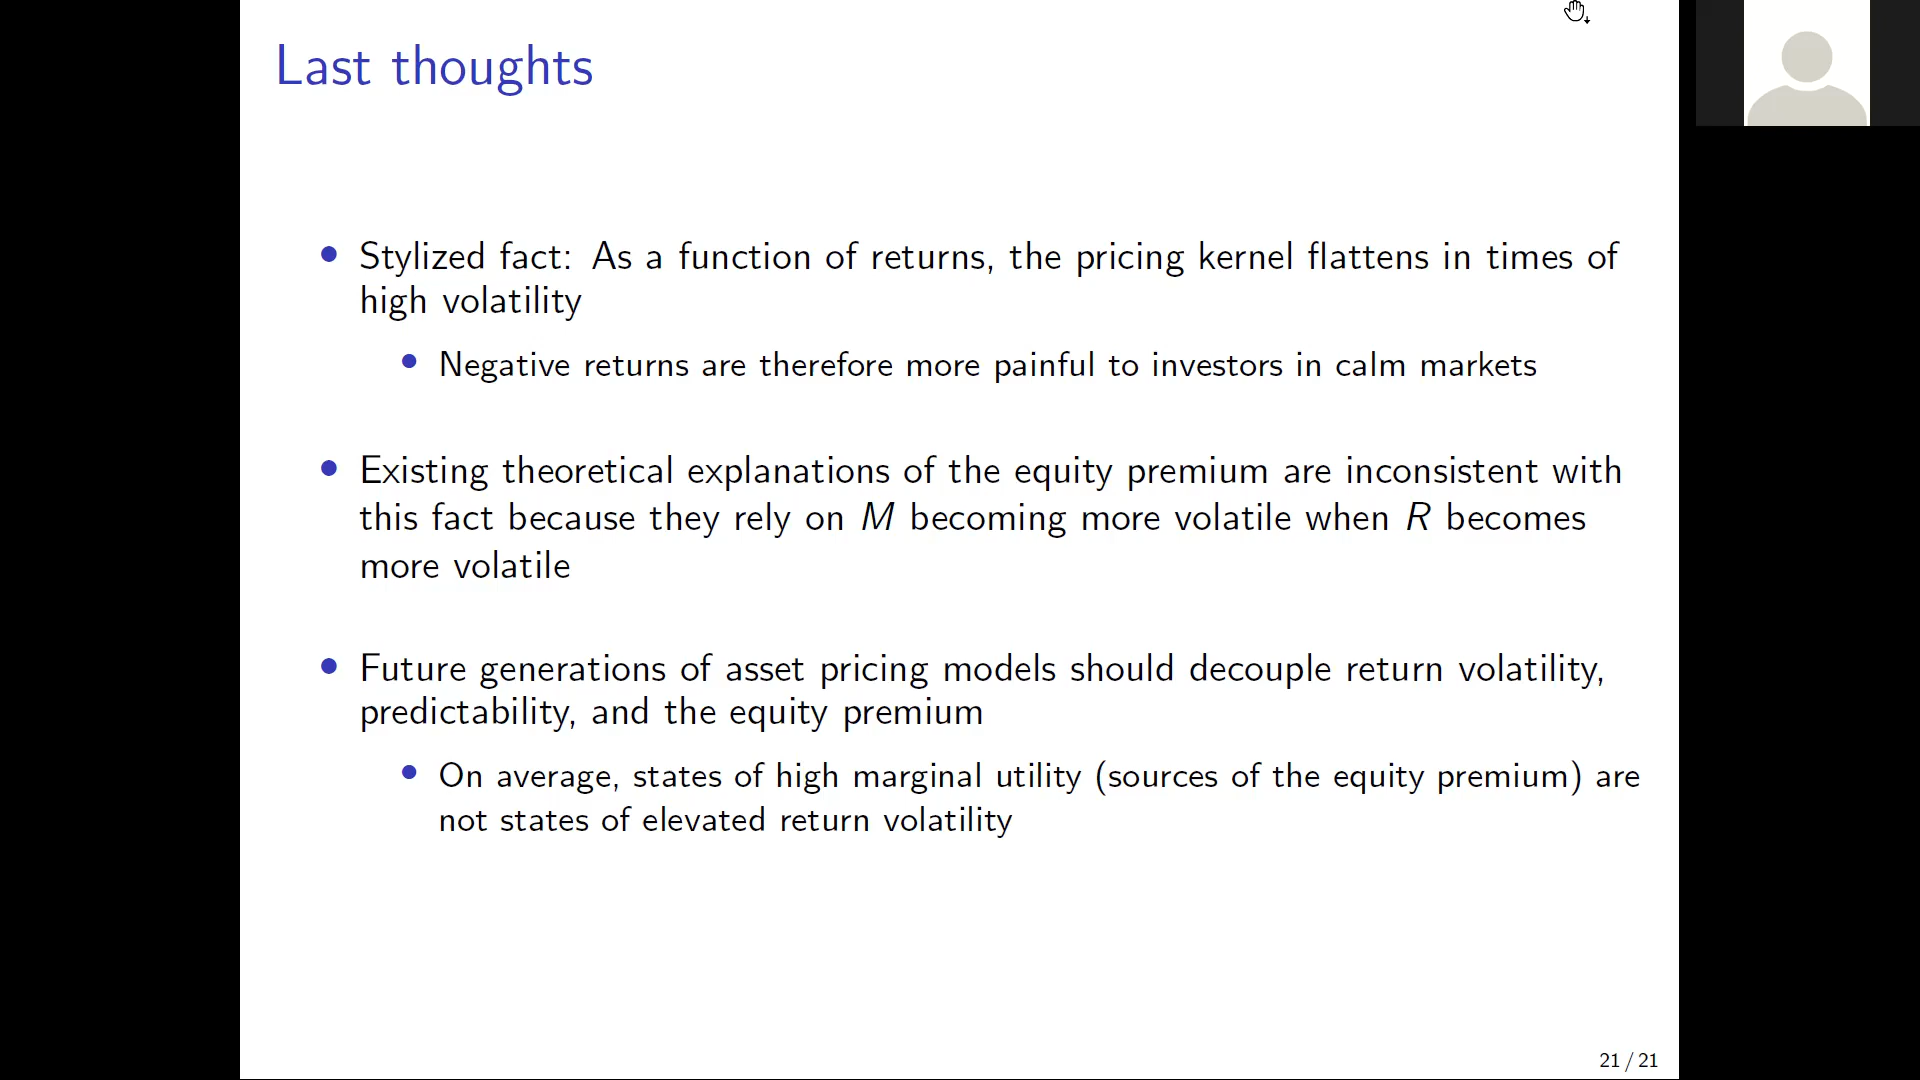 Last thoughts
Stylized fact: As a function of returns, the pricing kernel flattens in times of
high volatility
Negative returns are therefore more painful to investors in calm markets
Existing theoretical explanations of the equity premium are inconsistent with
this fact because they rely on M becoming more volatile when R becomes
more volatile
Future generations of asset pricing models should decouple return volatility,
predictability, and the equity premium
On average, states of high marginal utility (sources of the equity premium) are
not states of elevated return volatility
21 / 21